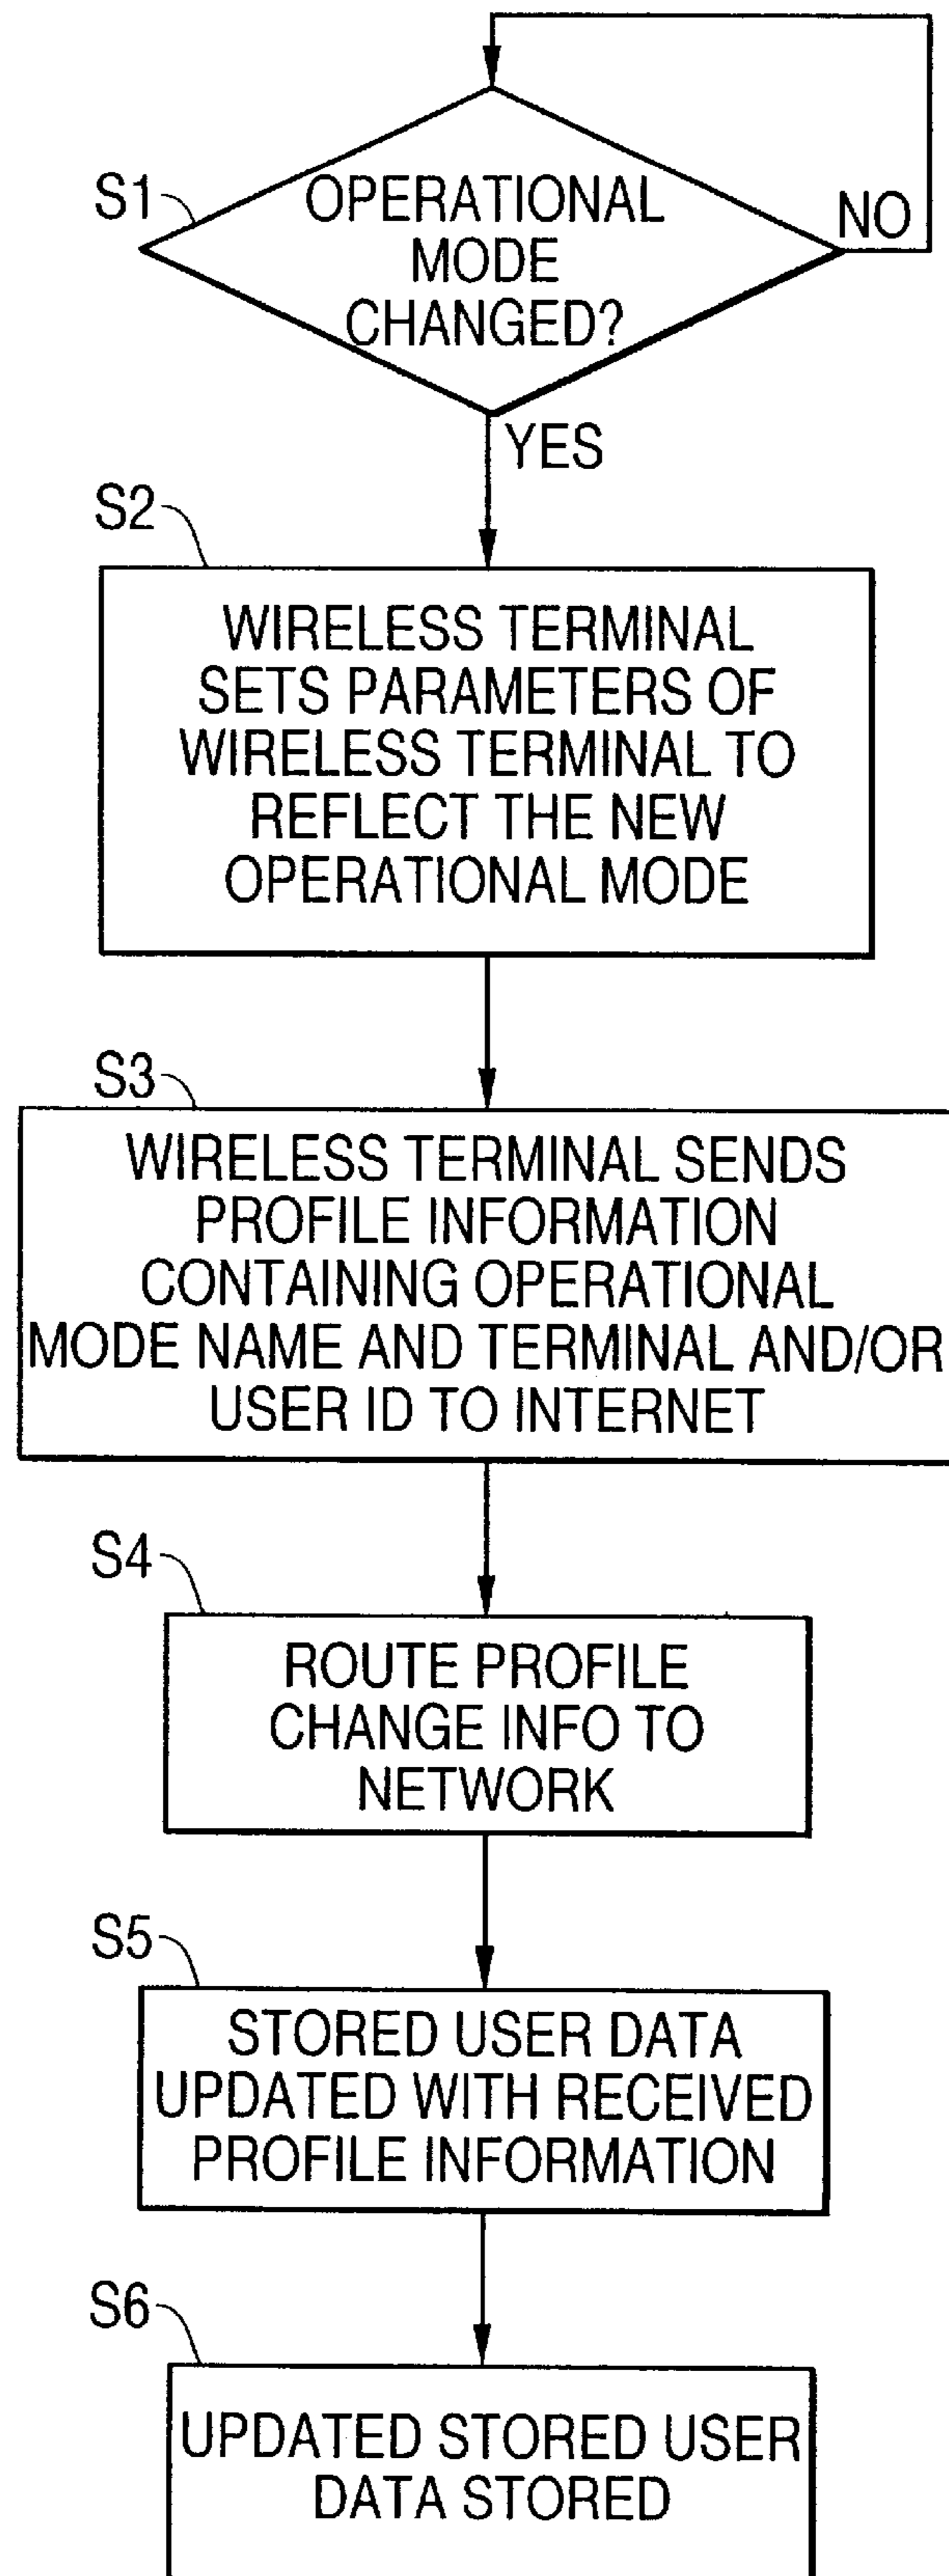 S1
OPERATIONAL
MODE
CHANGED?
NO
YES
S2
WIRELESS TERMINAL
SETS PARAMETERS OF
WIRELESS TERMINAL TO
REFLECT THE NEW
OPERATIONAL MODE
S3
WIRELESS TERMINAL SENDS
PROFILE INFORMATION
CONTAINING OPERATIONAL
MODE NAME AND TERMINAL AND/OR
USER ID TO INTERNET
S4
ROUTE PROFILE
CHANGE INFO TO
NETWORK
S5
STORED USER DATA
UPDATED WITH RECEIVED
PROFILE INFORMATION
S6
UPDATED STORED USER
DATA STORED